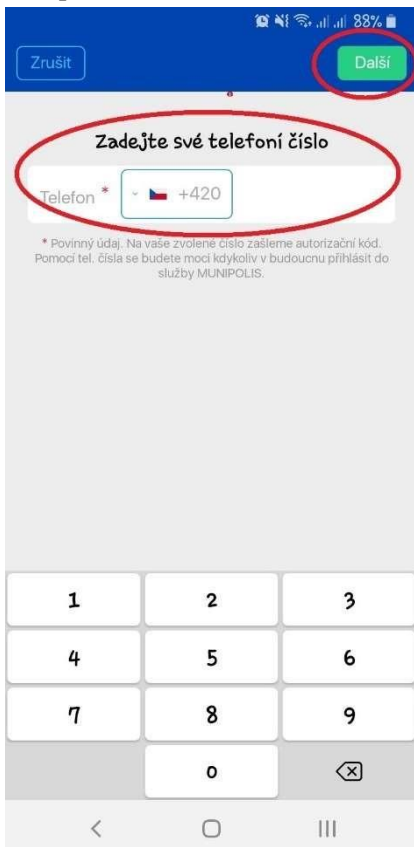 88%
Zrušit
Další
Zadejte své telefoní číslo
Telefon * +420
* Povinný údaj. Na vaše zvolené číslo zašleme autorizační kód.
Pomocí tel. čísla se budete moci kdykoliv v budoucnu přihlásit do
služby MUNIPOLIS.
1 2 3
4 5 6
7 8 9
0